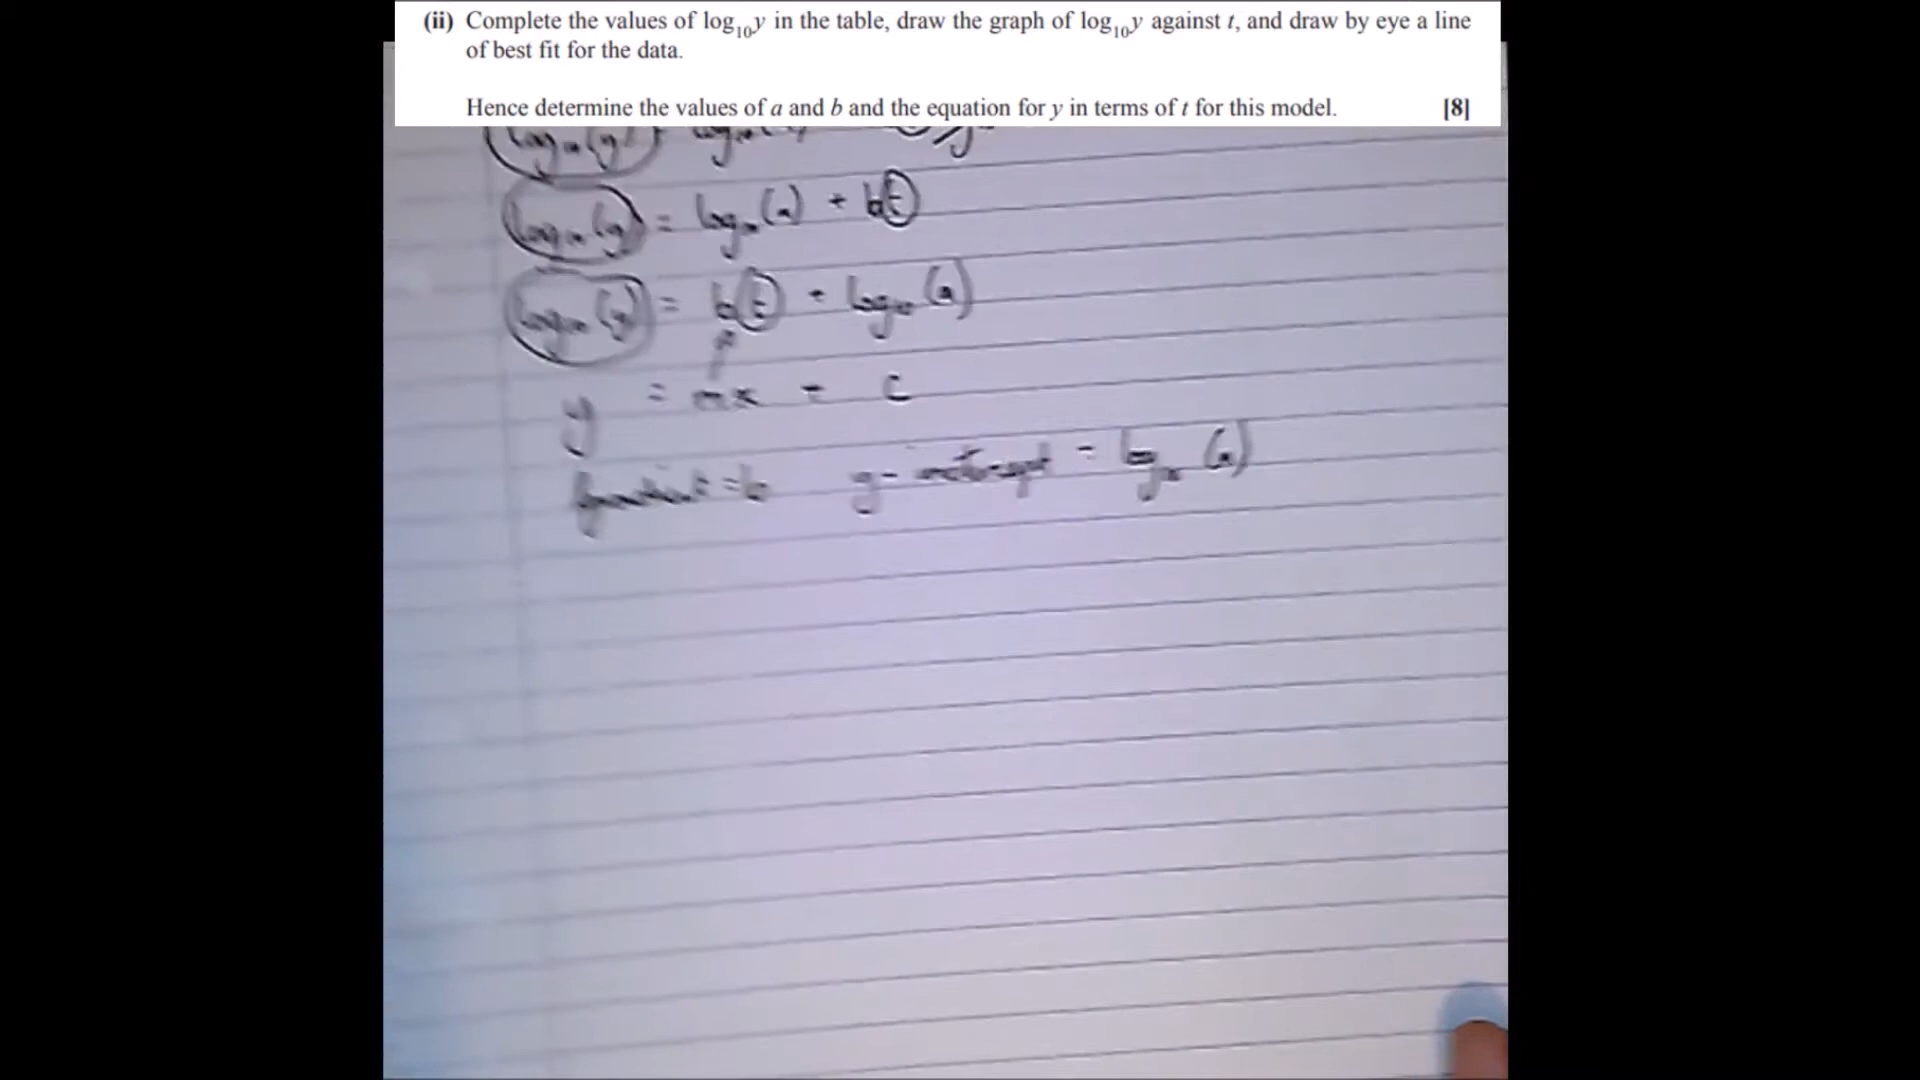 (ii) Complete the values of log₁₀y in the table, draw the graph of log₁₀y against t, and draw by eye a line
of best fit for the data.
Hence determine the values of a and b and the equation for y in terms of t for this model. [8]
log₁₀(y)
log₁₀(y) = log₁₀(a) + bt
log₁₀(y) = bt + log₁₀(a)
y = mx + c
gradient = b y-intercept = log₁₀(a)